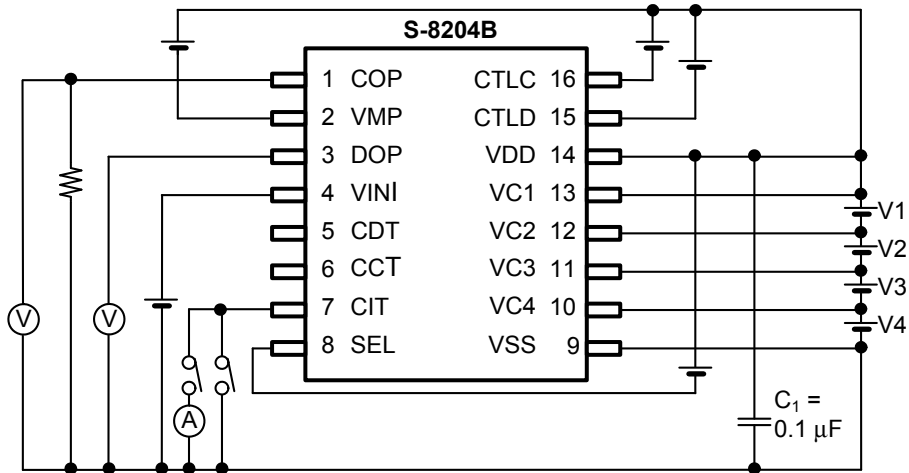 S-8204B
1 COP
2 VMP
3 DOP
4 VINI
5 CDT
6 CCT
7 CIT
8 SEL
CTLC 16
CTLD 15
VDD 14
VC1 13
VC2 12
VC3 11
VC4 10
VSS 9
V1
V2
V3
V4
V
V
A
C₁ =
0.1 μF